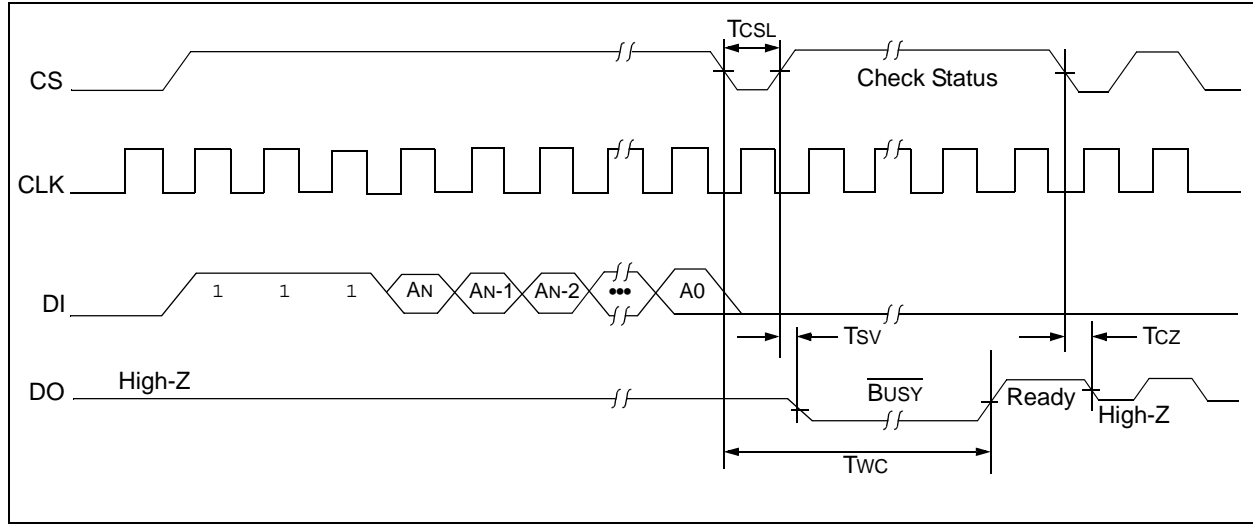 TCSL
CS
Check Status
CLK
DI
1 1 1 AN AN-1 AN-2 ••• A0
TSV
TCZ
DO
High-Z
BUSY
Ready
High-Z
TWC